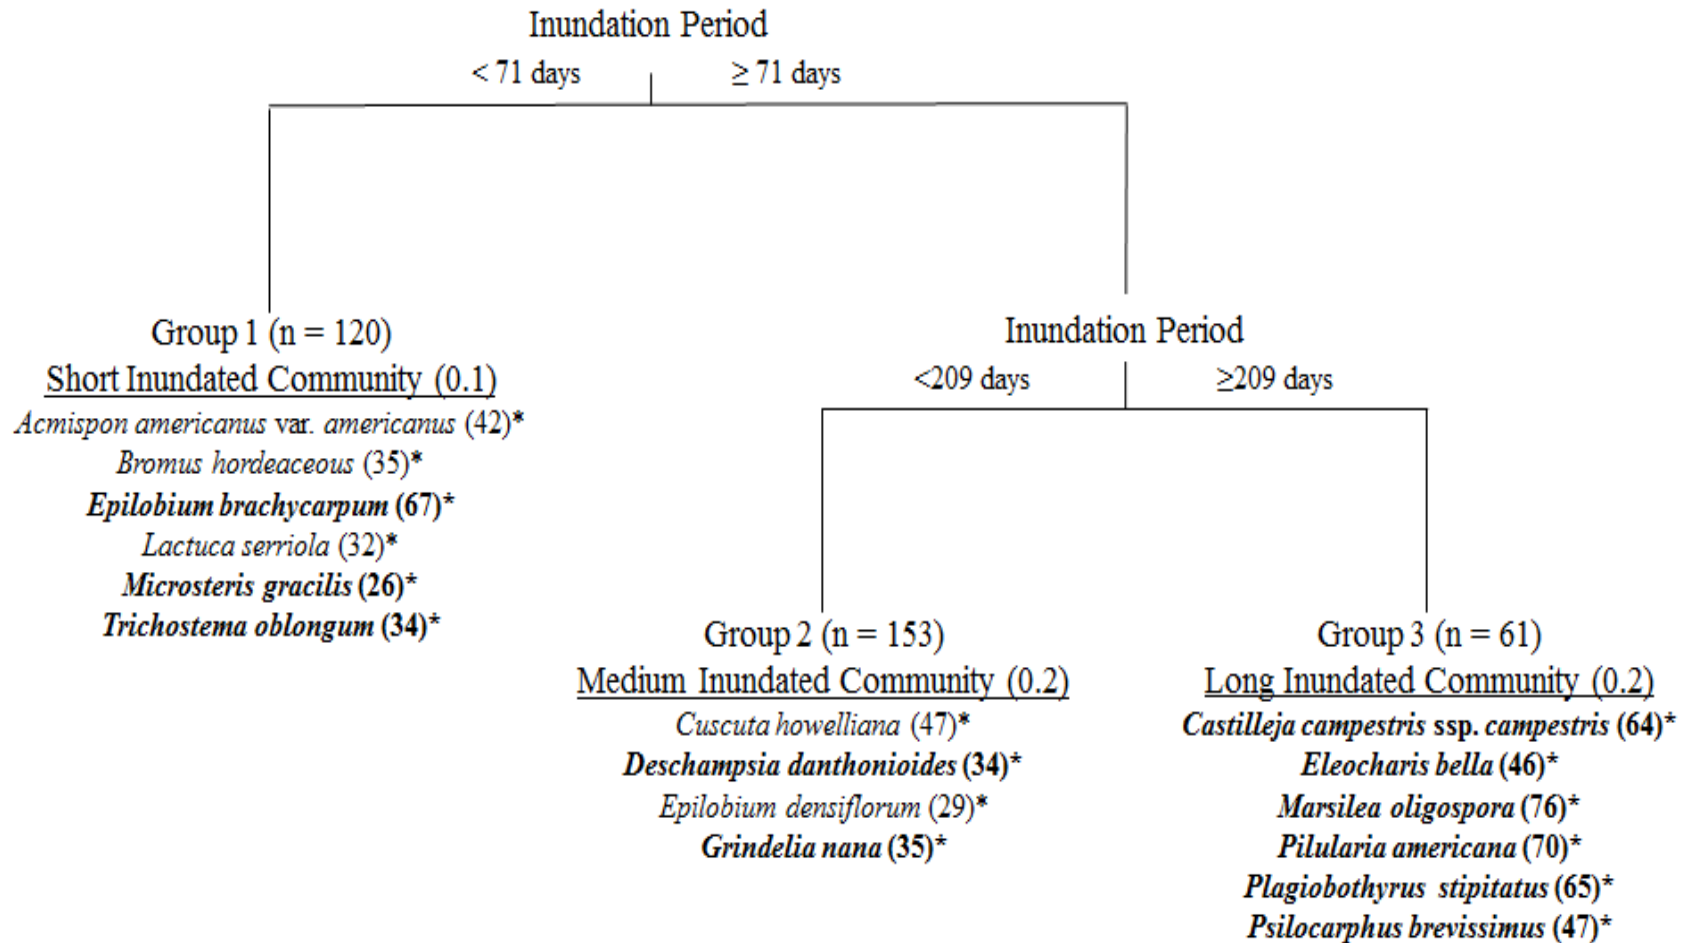 Inundation Period
< 71 days
≥ 71 days
Group 1 (n = 120)
Short Inundated Community (0.1)
Acmispon americanus var. americanus (42)*
Bromus hordeaceous (35)*
Epilobium brachycarpum (67)*
Lactuca serriola (32)*
Microsteris gracilis (26)*
Trichostema oblongum (34)*
Inundation Period
<209 days
≥209 days
Group 2 (n = 153)
Medium Inundated Community (0.2)
Cuscuta howelliana (47)*
Deschampsia danthonioides (34)*
Epilobium densiflorum (29)*
Grindelia nana (35)*
Group 3 (n = 61)
Long Inundated Community (0.2)
Castilleja campestris ssp. campestris (64)*
Eleocharis bella (46)*
Marsilea oligospora (76)*
Pilularia americana (70)*
Plagiobothyrus stipitatus (65)*
Psilocarphus brevissimus (47)*